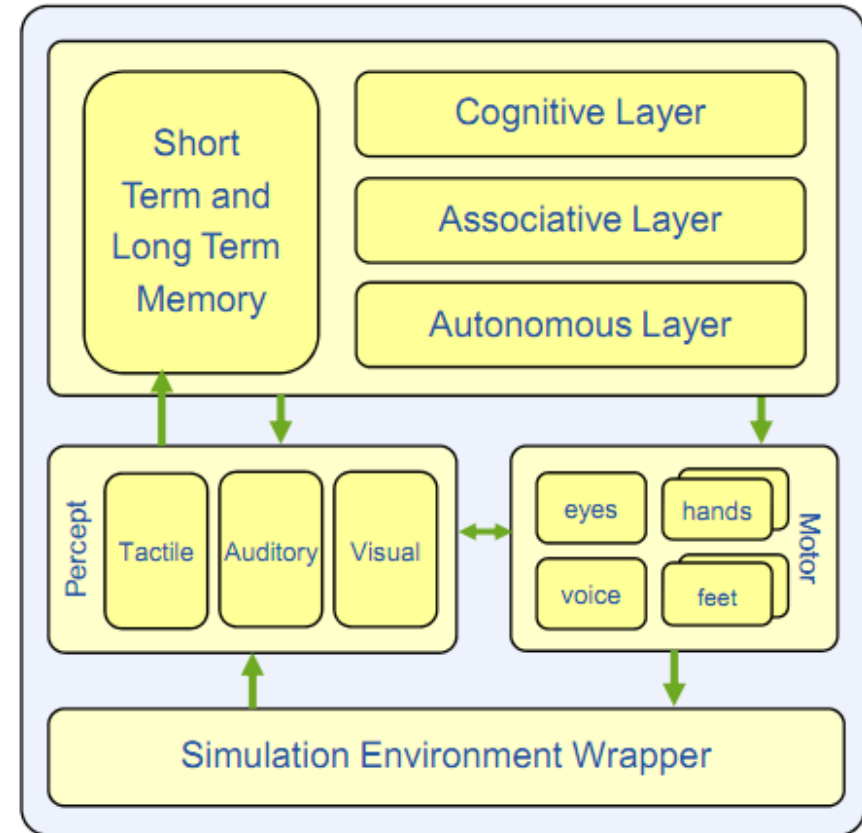 Short
Term and
Long Term
Memory
Cognitive Layer
Associative Layer
Autonomous Layer
Percept
Tactile
Auditory
Visual
eyes
hands
voice
feet
Motor
Simulation Environment Wrapper